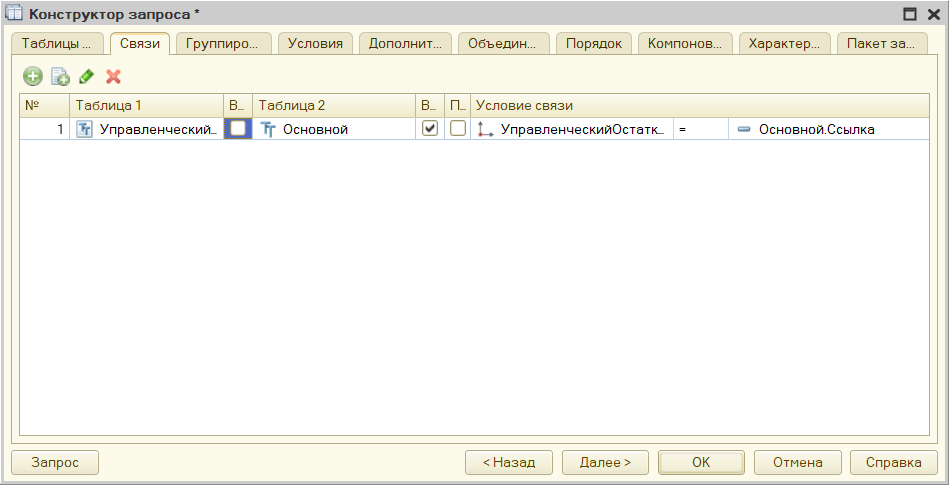 Конструктор запроса *
Таблицы ... Связи Группиро... Условия Дополнит... Объедин... Порядок Компонов... Характер... Пакет за...
№ Таблица 1 В... Таблица 2 В... П... Условие связи
1 Управленческий... Основной УправленческийОстатк... = Основной.Ссылка
Запрос < Назад Далее > OK Отмена Справка